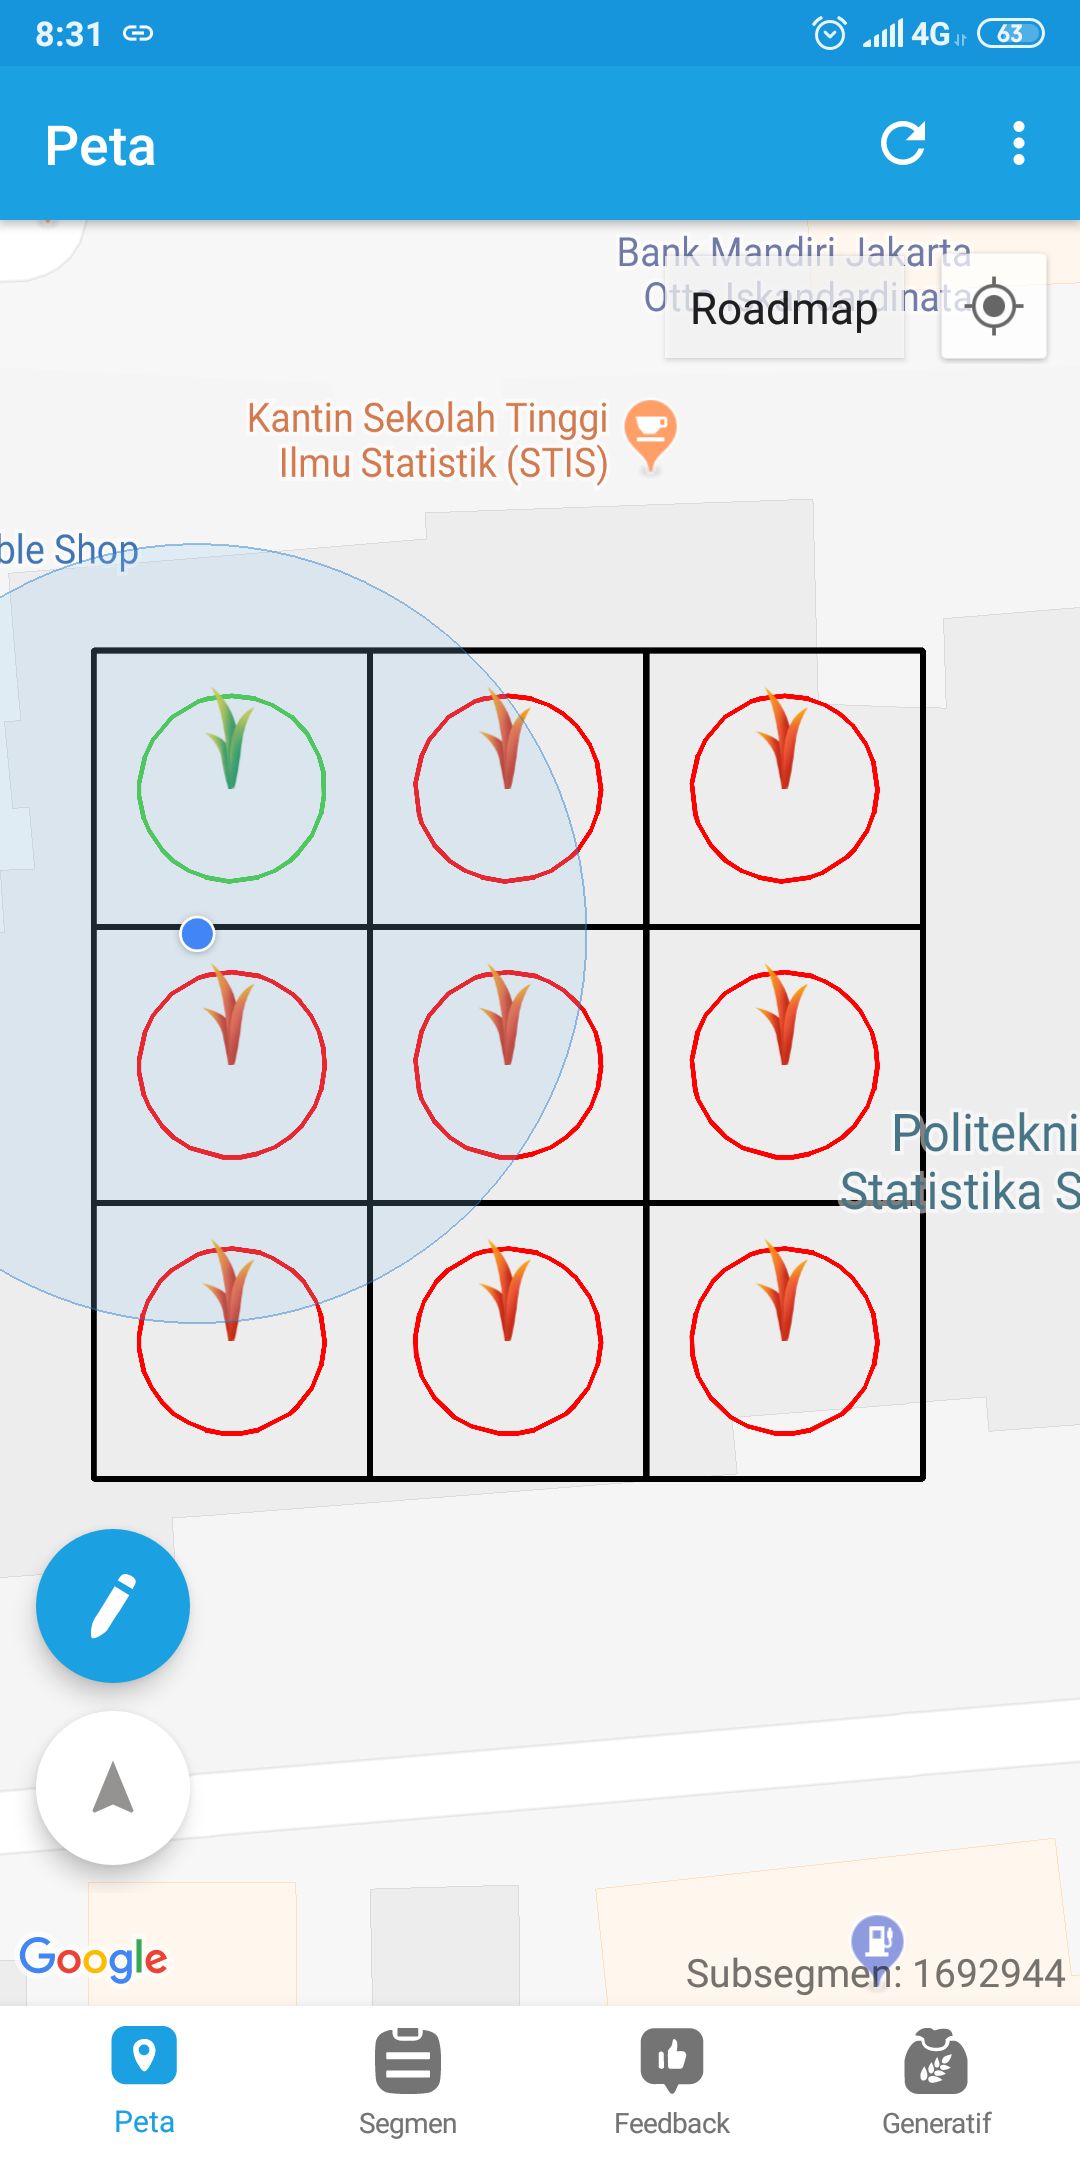 8:31
4G
63
Peta
Bank Mandiri Jakarta
Otto Iskandardinata
Roadmap
Kantin Sekolah Tinggi
Ilmu Statistik (STIS)
ble Shop
Politekni
Statistika S
Google
Subsegmen: 1692944
Peta
Segmen
Feedback
Generatif